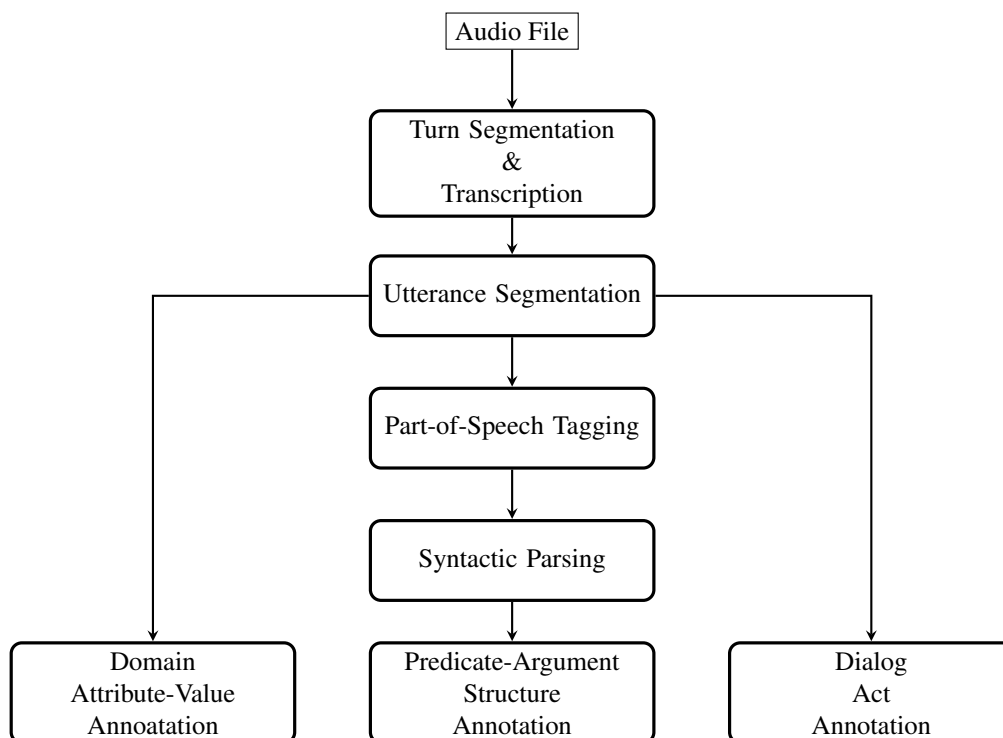 Audio File
Turn Segmentation
&
Transcription
Utterance Segmentation
Part-of-Speech Tagging
Syntactic Parsing
Domain
Attribute-Value
Annoatation
Predicate-Argument
Structure
Annotation
Dialog
Act
Annotation